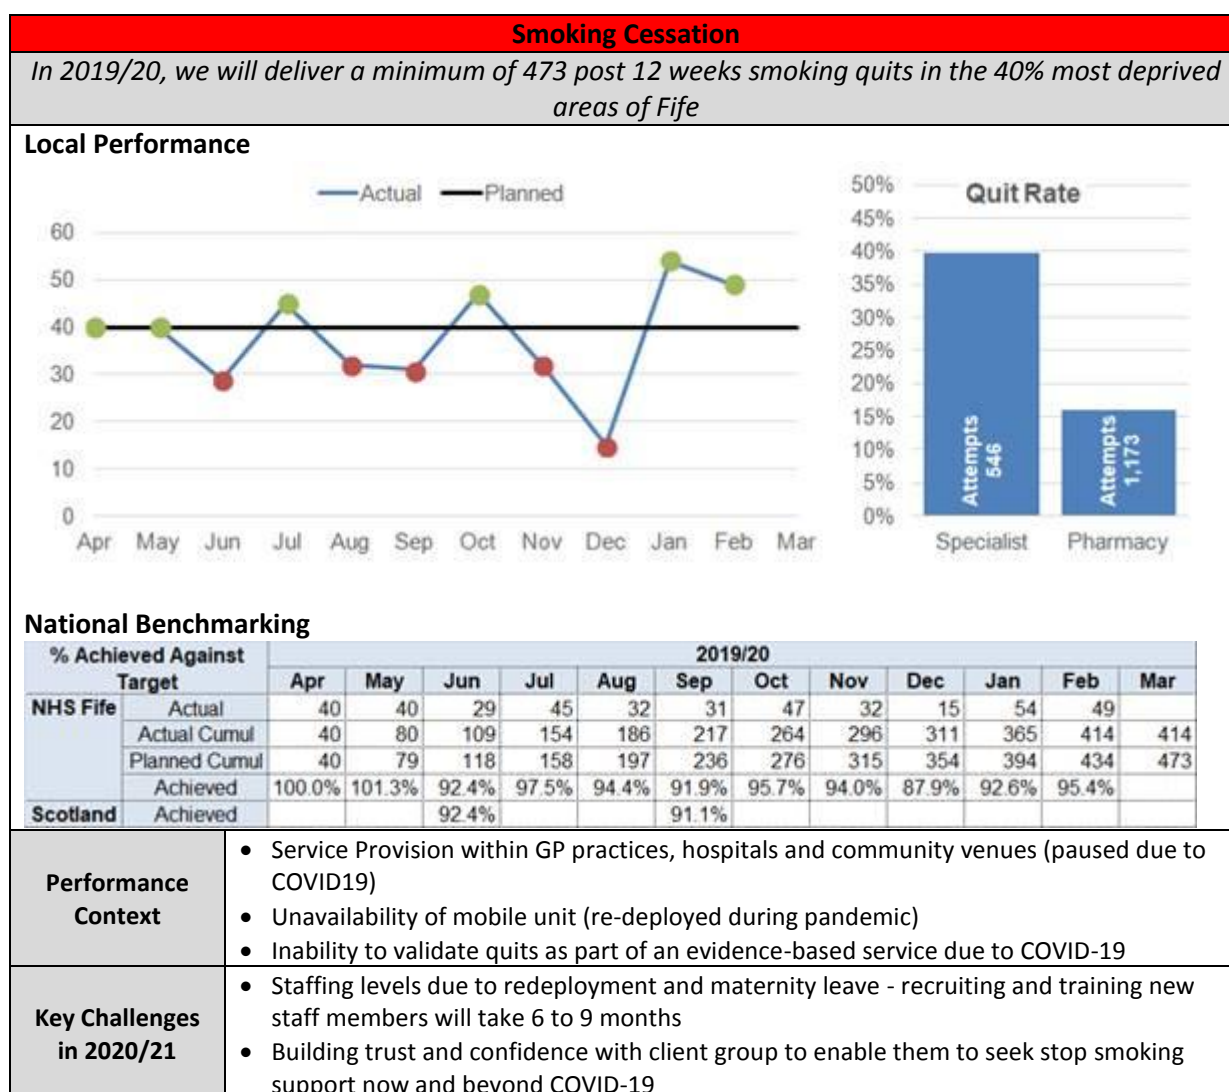 Smoking Cessation
In 2019/20, we will deliver a minimum of 473 post 12 weeks smoking quits in the 40% most deprived
areas of Fife
Local Performance
Actual Planned
60
50
40
30
20
10
0
Apr May Jun Jul Aug Sep Oct Nov Dec Jan Feb Mar
Quit Rate
50%
45%
40%
35%
30%
25%
20%
15%
10%
5%
0%
Attempts
546
Attempts
1,173
Specialist Pharmacy
National Benchmarking
% Achieved Against
Target
2019/20
Apr May Jun Jul Aug Sep Oct Nov Dec Jan Feb Mar
NHS Fife Actual 40 40 29 45 32 31 47 32 15 54 49
Actual Cumul 40 80 109 154 186 217 264 296 311 365 414 414
Planned Cumul 40 79 118 158 197 236 276 315 354 394 434 473
Achieved 100.0% 101.3% 92.4% 97.5% 94.4% 91.9% 95.7% 94.0% 87.9% 92.6% 95.4%
Scotland Achieved 92.4% 91.1%
Performance
Context
• Service Provision within GP practices, hospitals and community venues (paused due to
COVID19)
• Unavailability of mobile unit (re-deployed during pandemic)
• Inability to validate quits as part of an evidence-based service due to COVID-19
Key Challenges
in 2020/21
• Staffing levels due to redeployment and maternity leave - recruiting and training new
staff members will take 6 to 9 months
• Building trust and confidence with client group to enable them to seek stop smoking
support now and beyond COVID-19